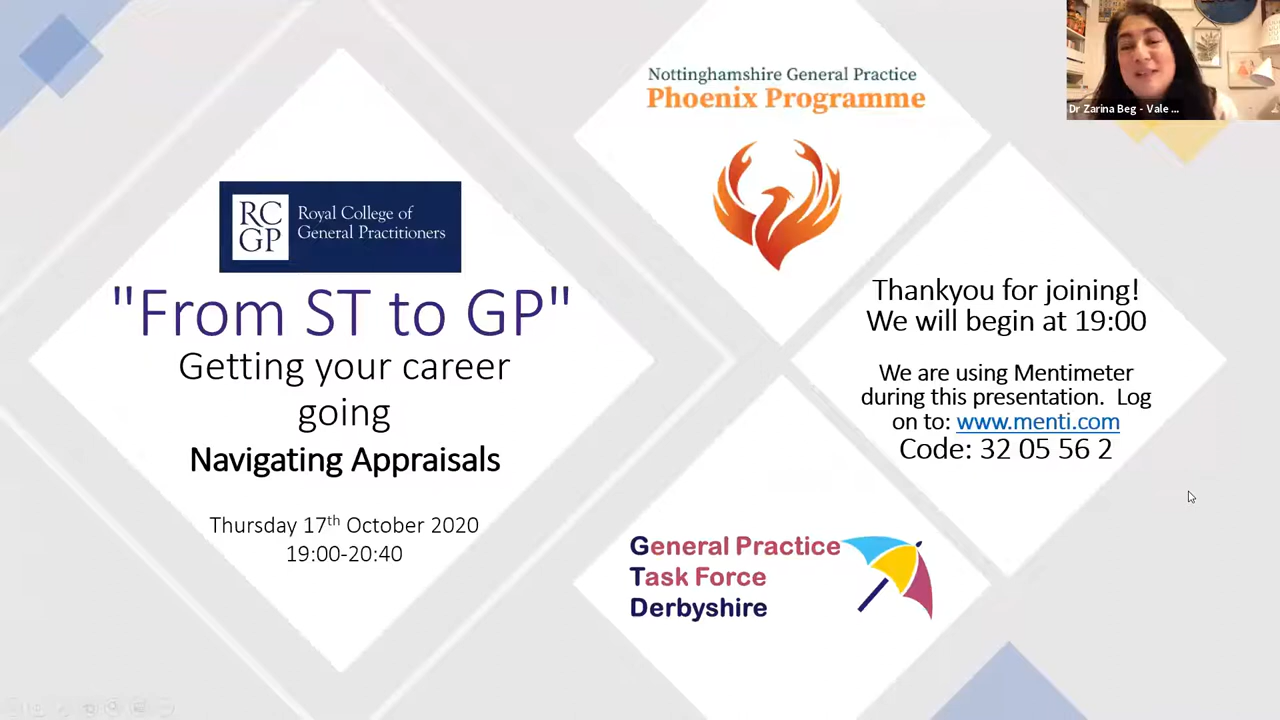 RC
GP
Royal College of
General Practitioners
"From ST to GP"
Getting your career
going
Navigating Appraisals
Thursday 17th October 2020
19:00-20:40
Nottinghamshire General Practice
Phoenix Programme
Thankyou for joining!
We will begin at 19:00
We are using Mentimeter
during this presentation. Log
on to: www.menti.com
Code: 32 05 56 2
General Practice
Task Force
Derbyshire
Dr Zarina Beg - Vale ...